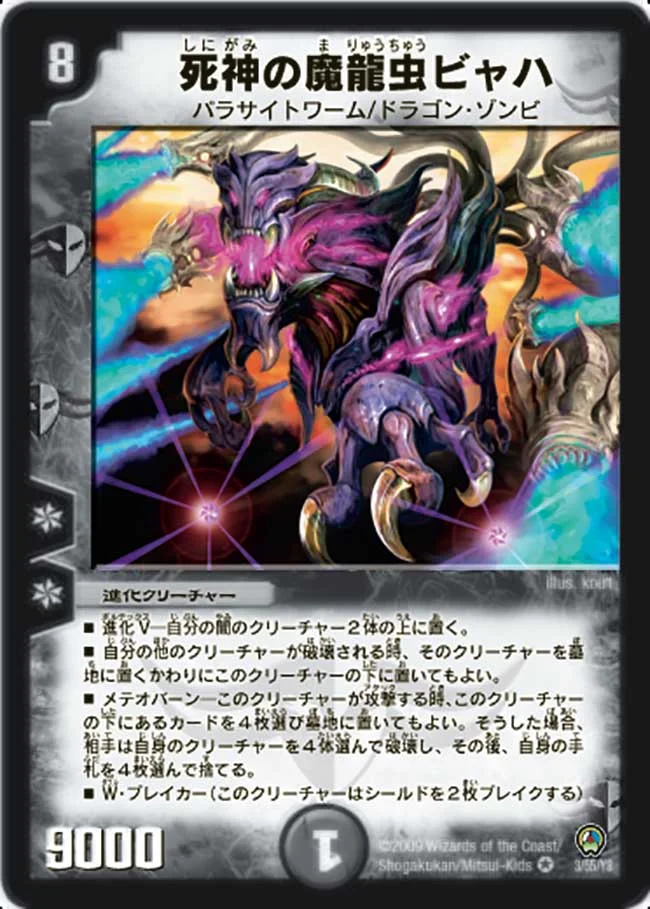 8
しにがみ ま りゅうちゅう
死神の魔龍虫ビャハ
パラサイトワーム/ドラゴン・ゾンビ
illus. kout
進化クリーチャー
■ 進化V―自分の闇のクリーチャー2体の上に置く。
■ 自分の他のクリーチャーが破壊される時、そのクリーチャーを墓
地に置くかわりにこのクリーチャーの下に置いてもよい。
■ メテオバーン―このクリーチャーが攻撃する時、このクリーチャー
の下にあるカードを4枚選び墓地に置いてもよい。そうした場合、
相手は自身のクリーチャーを4体選んで破壊し、その後、自身の手
札を4枚選んで捨てる。
■ W・ブレイカー(このクリーチャーはシールドを2枚ブレイクする)
9000
1
©2009 Wizards of the Coast/
Shogakukan/Mitsui-Kids
3/55/Y3